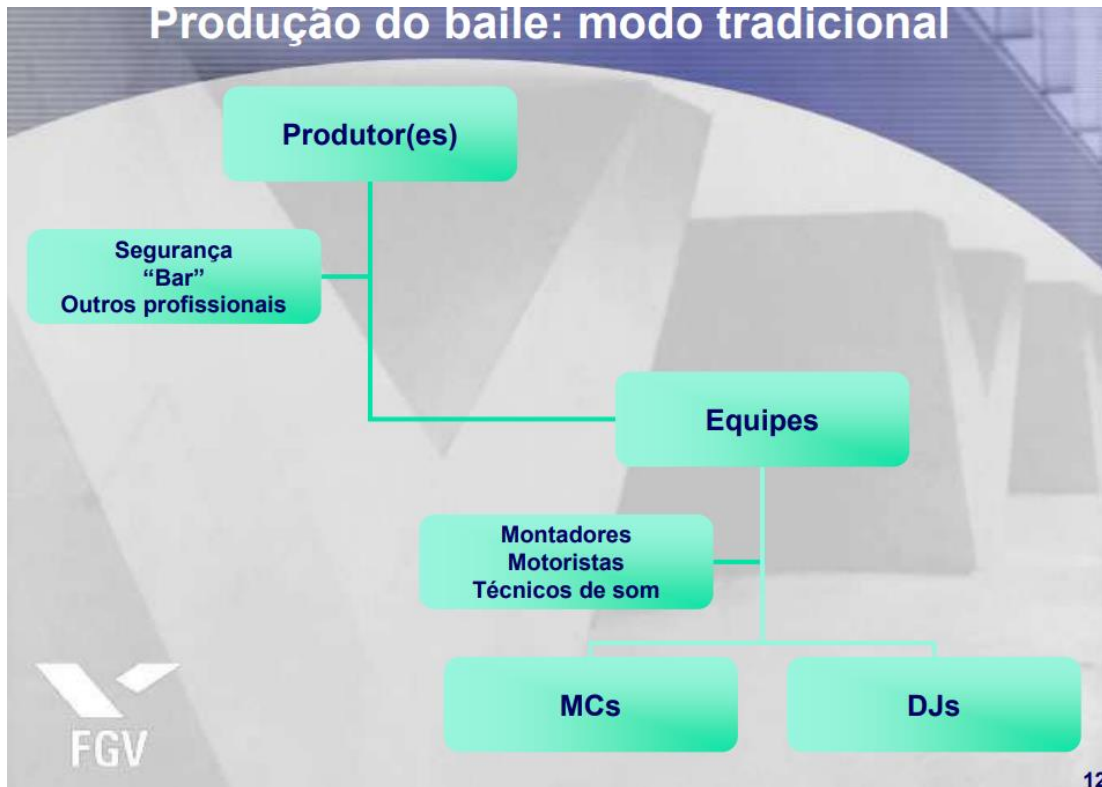 Produção do baile: modo tradicional
Produtor(es)
Segurança
“Bar”
Outros profissionais
Equipes
Montadores
Motoristas
Técnicos de som
MCs
DJs
FGV
12